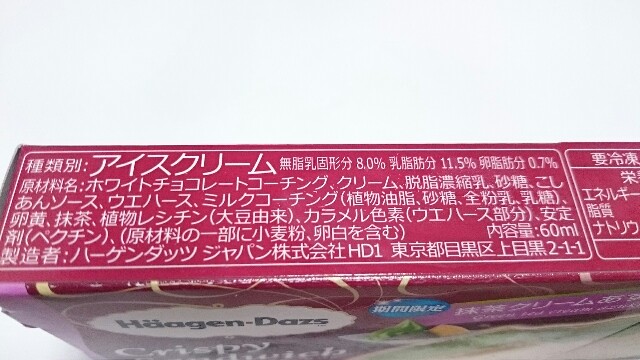 種類別:アイスクリーム 無脂乳固形分 8.0% 乳脂肪分 11.5% 卵脂肪分 0.7%
原材料名:ホワイトチョコレートコーチング、クリーム、脱脂濃縮乳、砂糖、こし
あんソース、ウエハース、ミルクコーチング(植物油脂、砂糖、全粉乳、乳糖)、
卵黄、抹茶、植物レシチン(大豆由来)、カラメル色素(ウエハース部分)、安定
剤(ペクチン)、(原材料の一部に小麦粉、卵白を含む) 内容量:60ml
製造者:ハーゲンダッツ ジャパン株式会社HD1 東京都目黒区上目黒2-1-1
要冷凍
栄養
エネルギー
脂質
ナトリウ
Häagen-Dazs
期間限定
抹茶クリームあ
Crispy